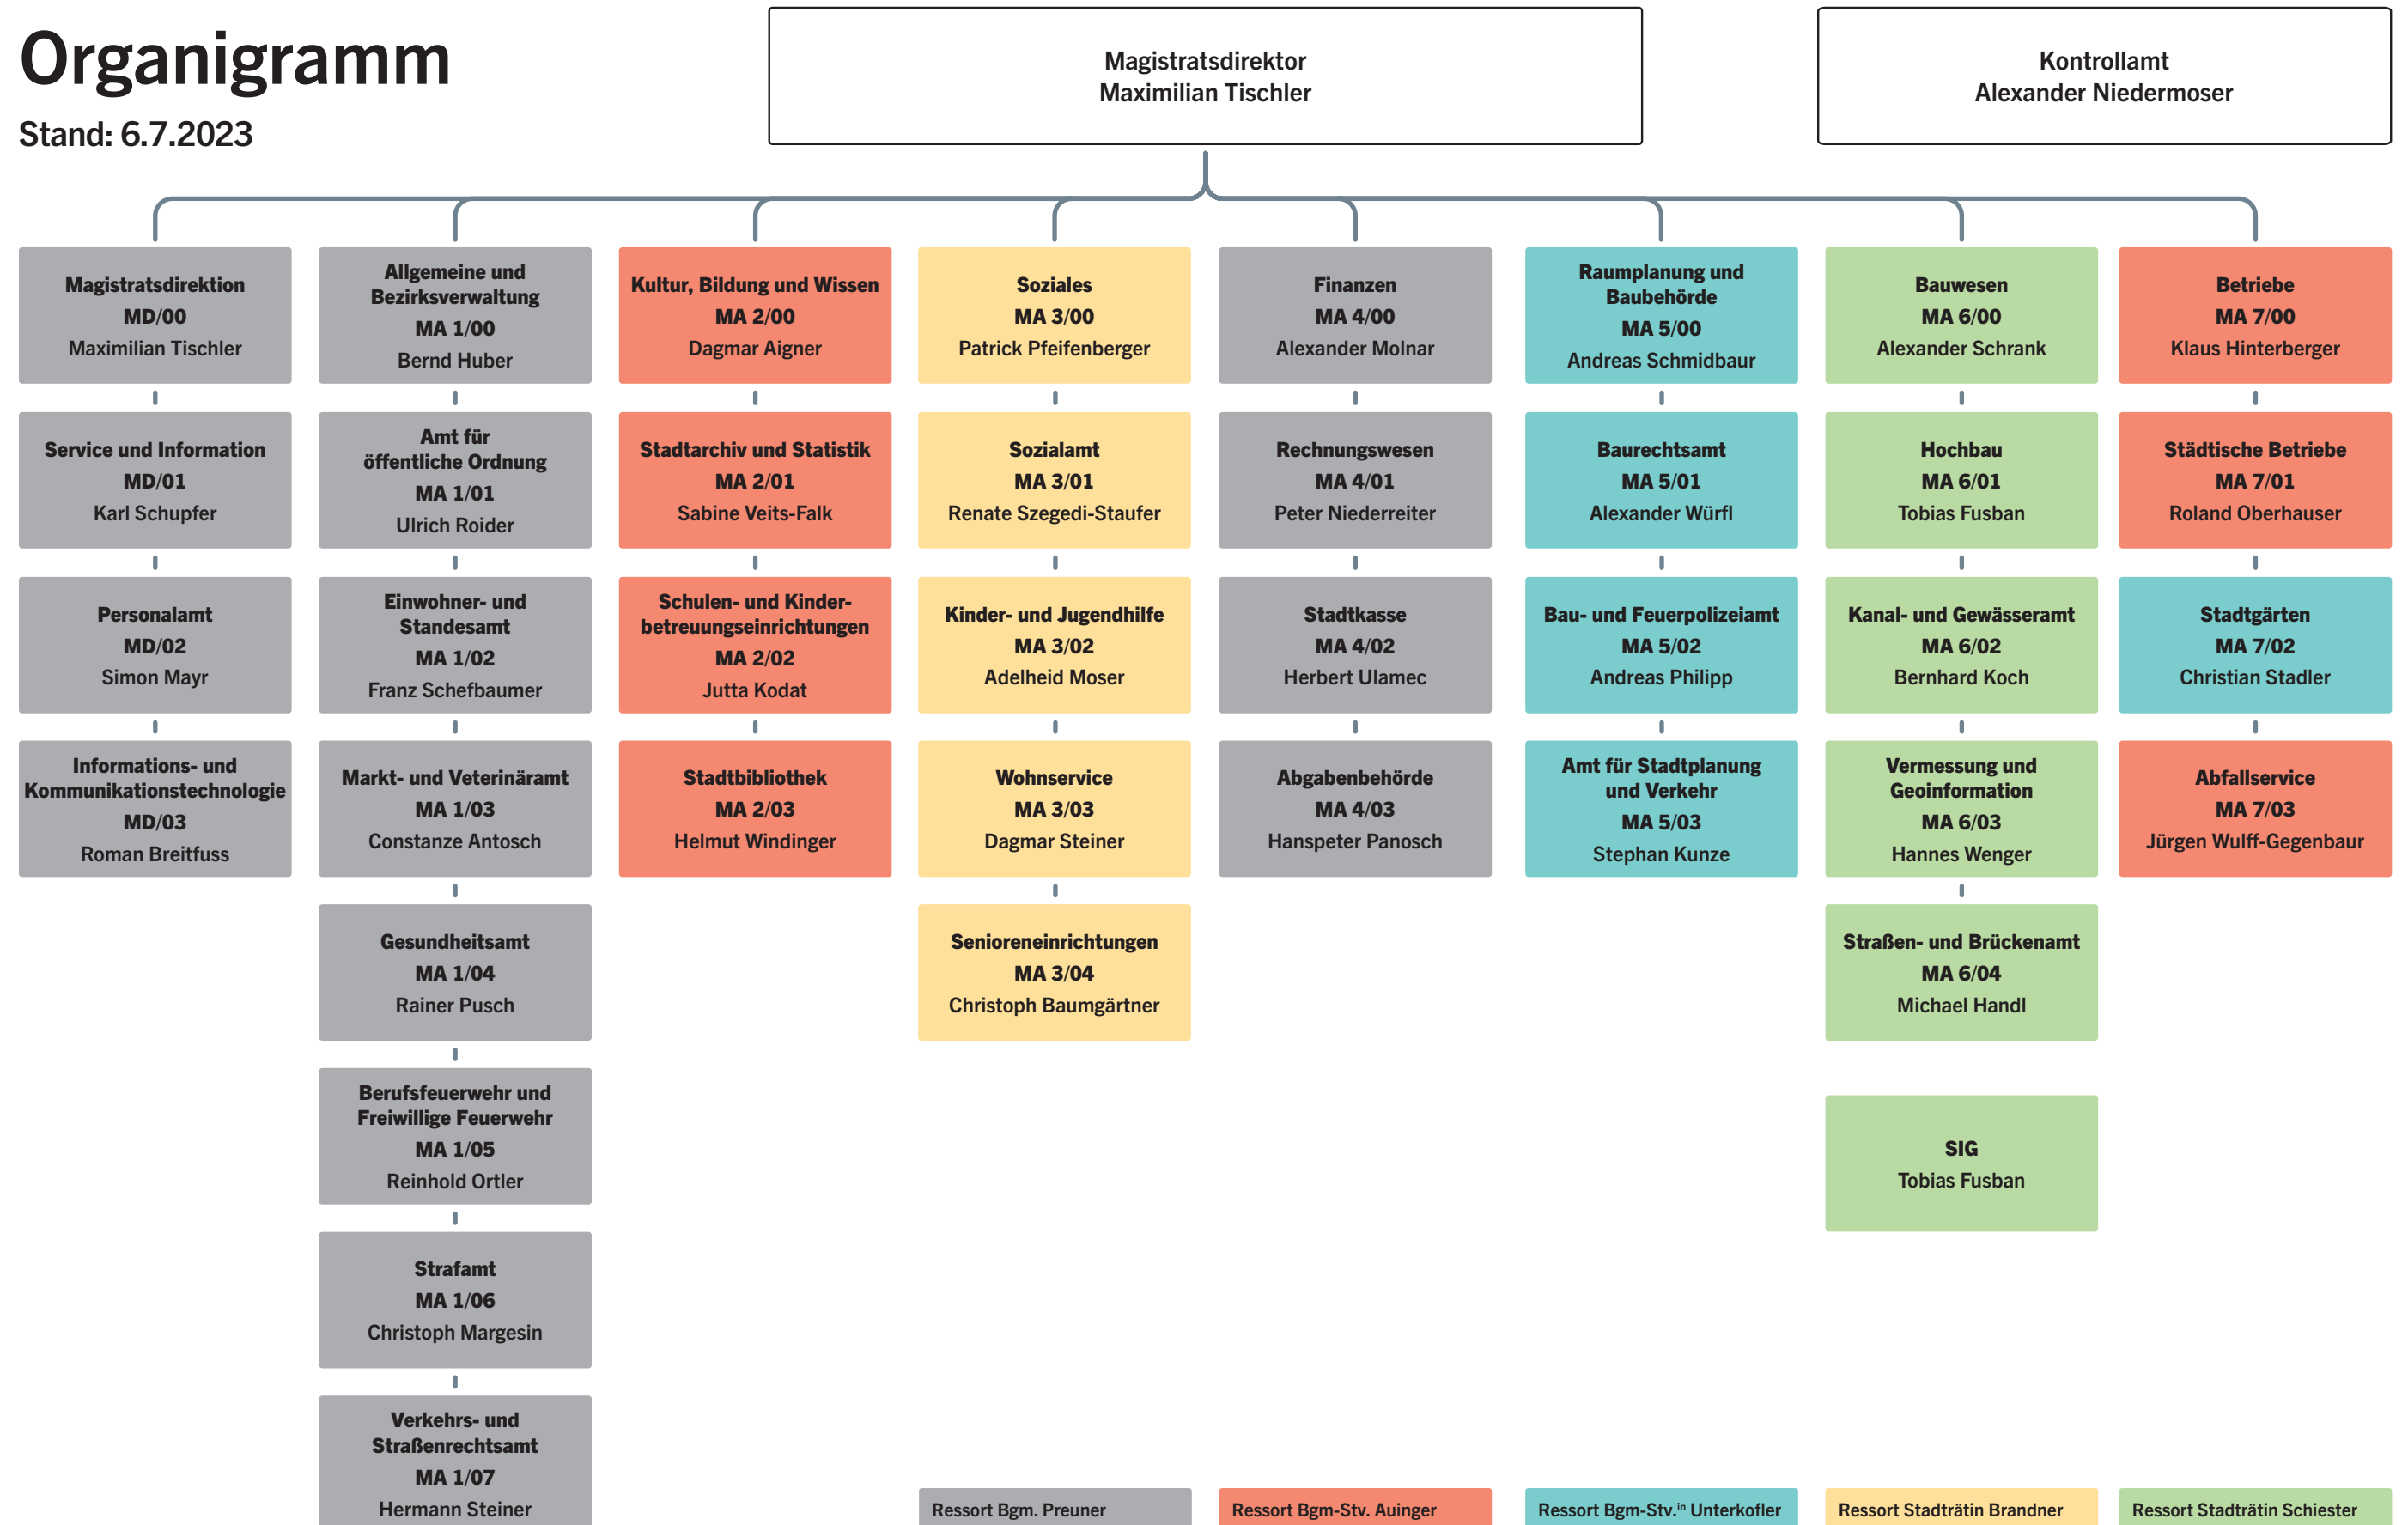 Organigramm
Stand: 6.7.2023
Magistratsdirektor
Maximilian Tischler
Kontrollamt
Alexander Niedermoser
Magistratsdirektion
MD/00
Maximilian Tischler
Service und Information
MD/01
Karl Schupfer
Personalamt
MD/02
Simon Mayr
Informations- und
Kommunikationstechnologie
MD/03
Roman Breitfuss
Allgemeine und
Bezirksverwaltung
MA 1/00
Bernd Huber
Amt für
öffentliche Ordnung
MA 1/01
Ulrich Roider
Einwohner- und
Standesamt
MA 1/02
Franz Schefbaumer
Markt- und Veterinäramt
MA 1/03
Constanze Antosch
Gesundheitsamt
MA 1/04
Rainer Pusch
Berufsfeuerwehr und
Freiwillige Feuerwehr
MA 1/05
Reinhold Ortler
Strafamt
MA 1/06
Christoph Margesin
Verkehrs- und
Straßenrechtsamt
MA 1/07
Hermann Steiner
Kultur, Bildung und Wissen
MA 2/00
Dagmar Aigner
Stadtarchiv und Statistik
MA 2/01
Sabine Veits-Falk
Schulen- und Kinder-
betreuungseinrichtungen
MA 2/02
Jutta Kodat
Stadtbibliothek
MA 2/03
Helmut Windinger
Soziales
MA 3/00
Patrick Pfeifenberger
Sozialamt
MA 3/01
Renate Szegedi-Staufer
Kinder- und Jugendhilfe
MA 3/02
Adelheid Moser
Wohnservice
MA 3/03
Dagmar Steiner
Senioreneinrichtungen
MA 3/04
Christoph Baumgärtner
Finanzen
MA 4/00
Alexander Molnar
Rechnungswesen
MA 4/01
Peter Niederreiter
Stadtkasse
MA 4/02
Herbert Ulamec
Abgabenbehörde
MA 4/03
Hanspeter Panosch
Raumplanung und
Baubehörde
MA 5/00
Andreas Schmidbaur
Baurechtsamt
MA 5/01
Alexander Würfl
Bau- und Feuerpolizeiamt
MA 5/02
Andreas Philipp
Amt für Stadtplanung
und Verkehr
MA 5/03
Stephan Kunze
Bauwesen
MA 6/00
Alexander Schrank
Hochbau
MA 6/01
Tobias Fusban
Kanal- und Gewässeramt
MA 6/02
Bernhard Koch
Vermessung und
Geoinformation
MA 6/03
Hannes Wenger
Straßen- und Brückenamt
MA 6/04
Michael Handl
SIG
Tobias Fusban
Betriebe
MA 7/00
Klaus Hinterberger
Städtische Betriebe
MA 7/01
Roland Oberhauser
Stadtgärten
MA 7/02
Christian Stadler
Abfallservice
MA 7/03
Jürgen Wulff-Gegenbaur
Ressort Bgm. Preuner
Ressort Bgm-Stv. Auinger
Ressort Bgm-Stv.in Unterkofler
Ressort Stadträtin Brandner
Ressort Stadträtin Schiester